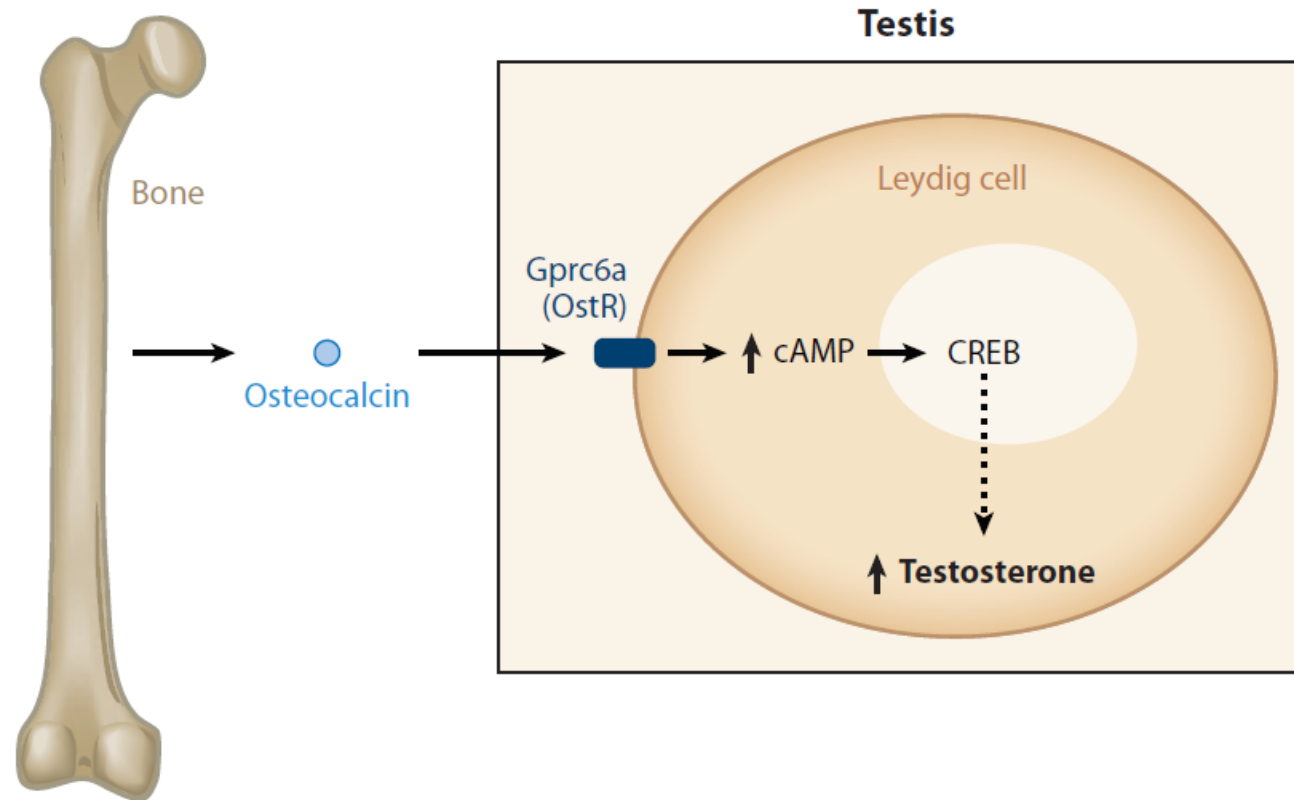 Testis
Bone
Leydig cell
Gprc6a
(OstR)
cAMP
CREB
Osteocalcin
Testosterone